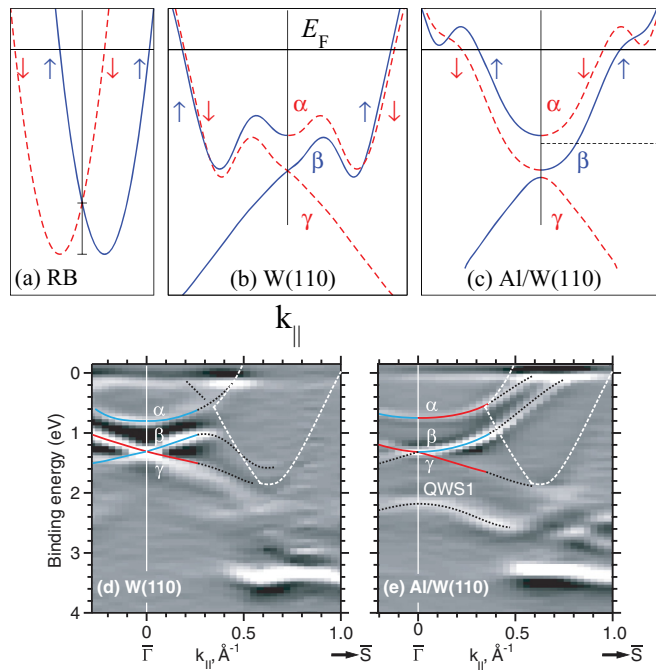 E_F
↓ ↑ ↓ ↑
↑ ↓ ↑ ↓
↓ ↑ ↓ ↑
α
β
γ
α
β
γ
(a) RB
(b) W(110)
(c) Al/W(110)
k_∥
0
1
2
3
4
Binding energy (eV)
α
β
γ
(d) W(110)
α
β
γ
QWS1
(e) Al/W(110)
0 0.5 1.0
0 0.5 1.0
Γ̅ k_∥, Å⁻¹ → S̅
Γ̅ k_∥, Å⁻¹ → S̅